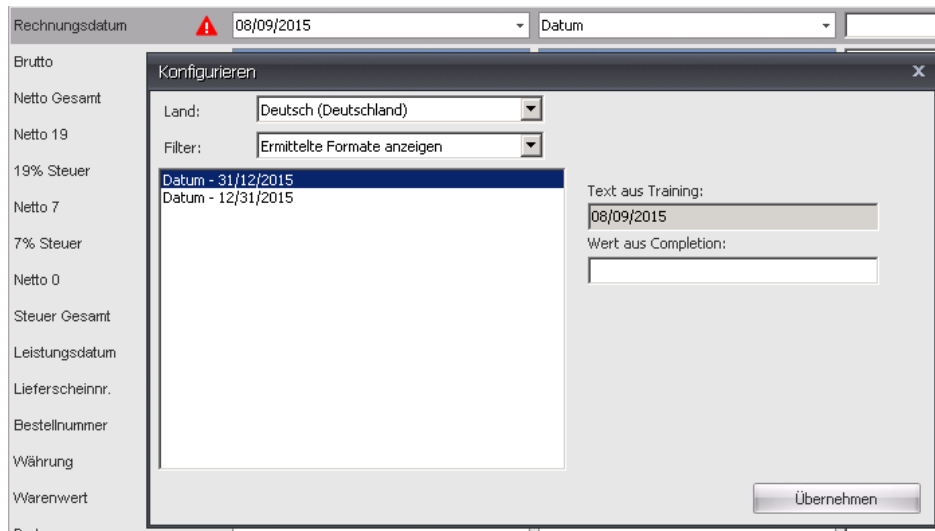 Rechnungsdatum 08/09/2015 Datum
Brutto
Konfigurieren x
Netto Gesamt
Land: Deutsch (Deutschland)
Netto 19
Filter: Ermittelte Formate anzeigen
19% Steuer
Datum - 31/12/2015
Text aus Training:
Datum - 12/31/2015
Netto 7
08/09/2015
7% Steuer
Wert aus Completion:
Netto 0
Steuer Gesamt
Leistungsdatum
Lieferscheinnr.
Bestellnummer
Währung
Warenwert
Übernehmen